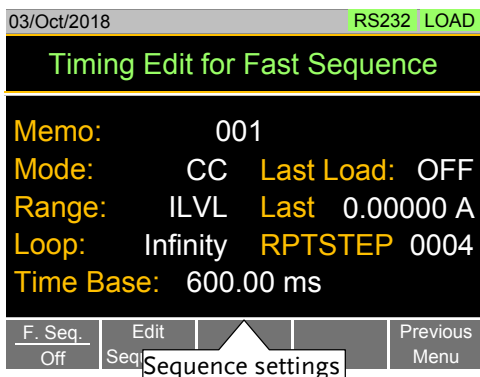 03/Oct/2018 RS232 LOAD
Timing Edit for Fast Sequence
Memo: 001
Mode: CC Last Load: OFF
Range: ILVL Last 0.00000 A
Loop: Infinity RPTSTEP 0004
Time Base: 600.00 ms
F. Seq. Edit Previous
Off Menu
Sequence settings